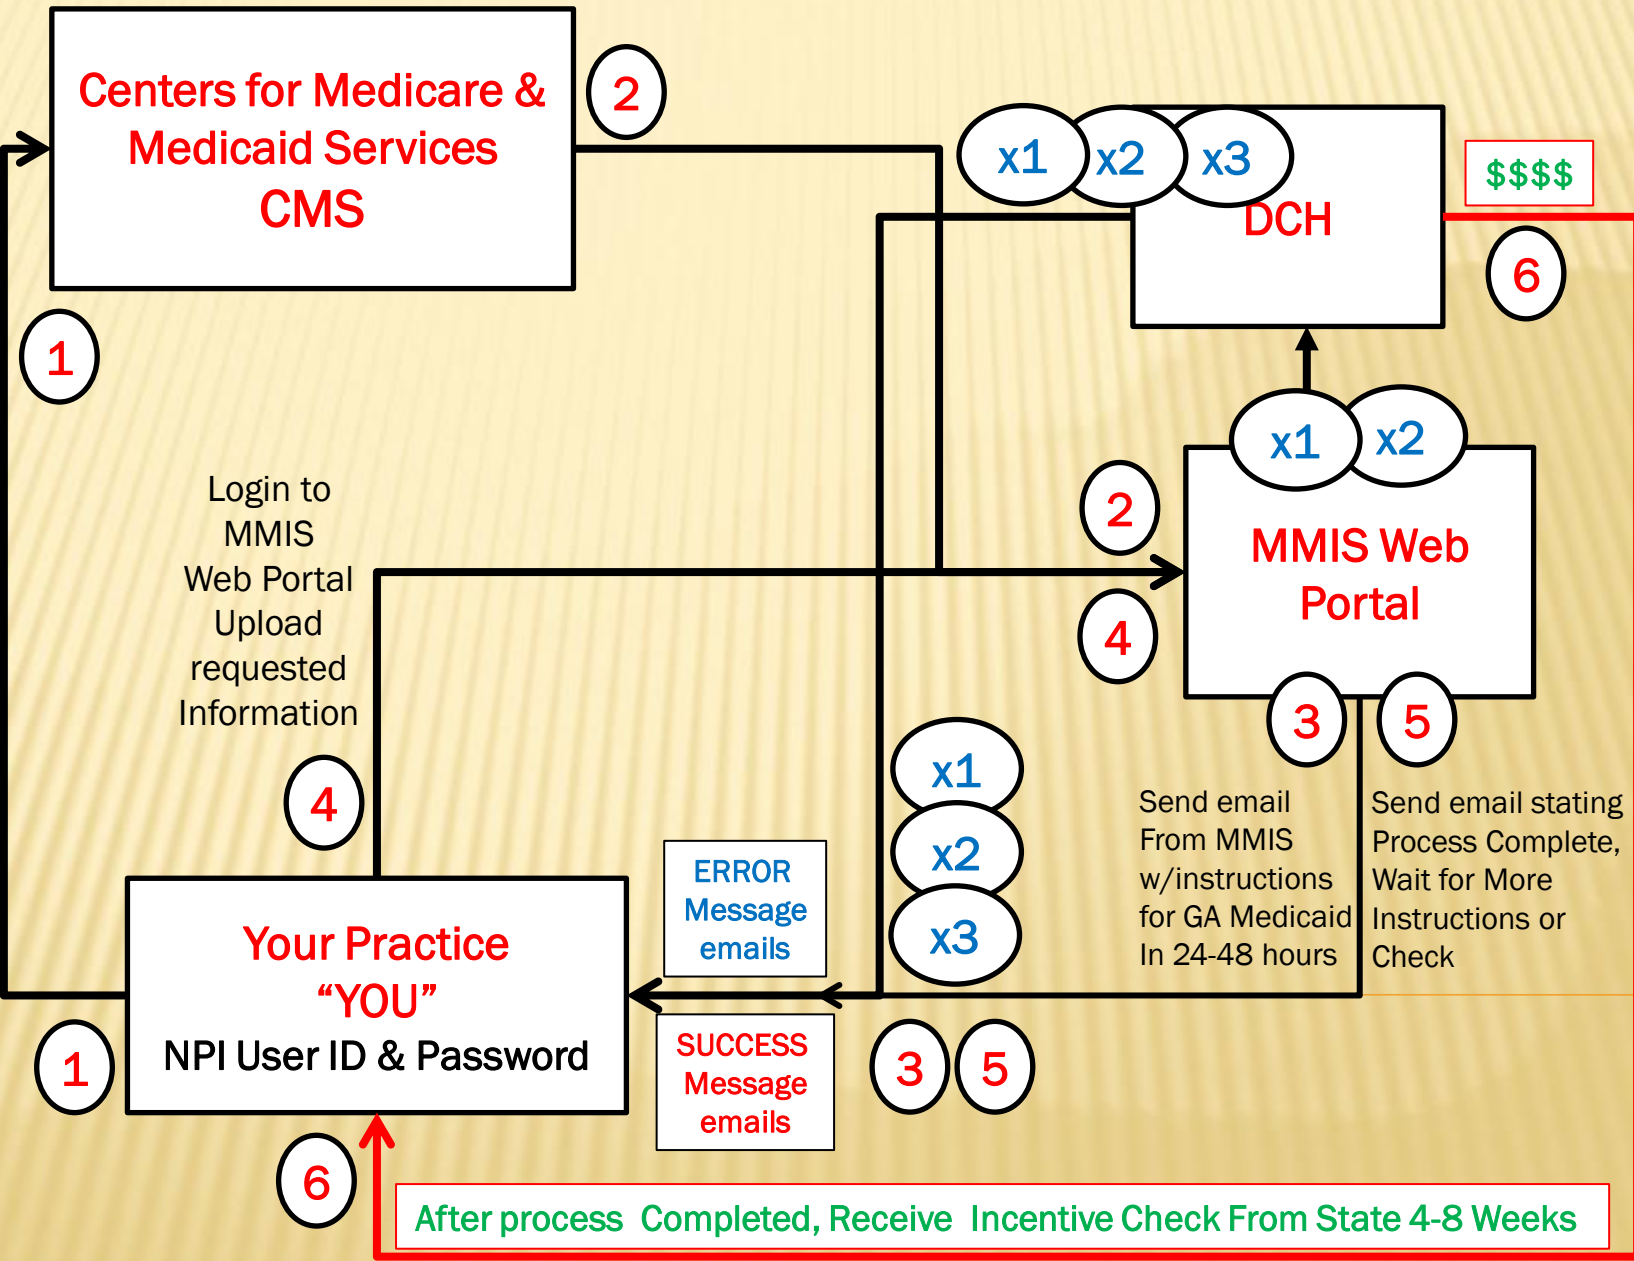 Centers for Medicare &
Medicaid Services
CMS
2
x1
x2
x3
DCH
$$$$
6
1
x1
x2
Login to
MMIS
Web Portal
Upload
requested
Information
2
MMIS Web
Portal
4
3
5
4
x1
x2
x3
Send email
From MMIS
w/instructions
for GA Medicaid
In 24-48 hours
Send email stating
Process Complete,
Wait for More
Instructions or
Check
ERROR
Message
emails
Your Practice
“YOU”
NPI User ID & Password
1
SUCCESS
Message
emails
3
5
6
After process Completed, Receive Incentive Check From State 4-8 Weeks